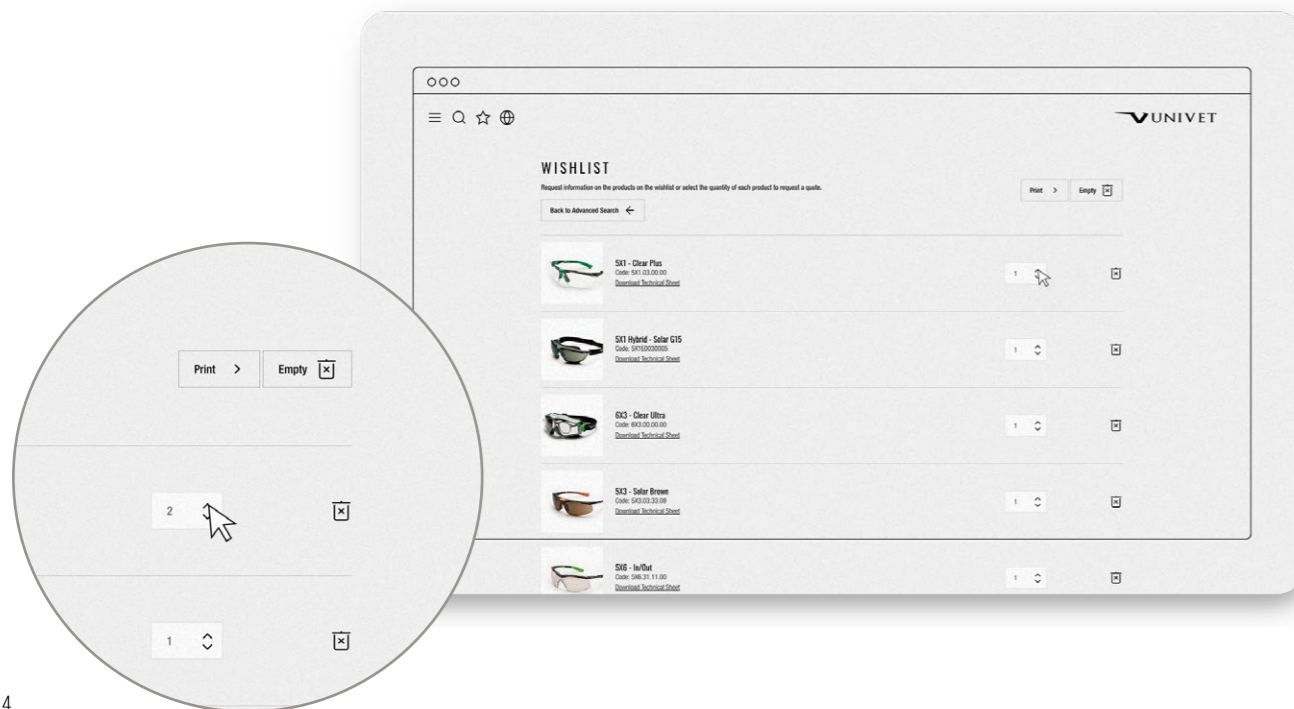 UNIVET
WISHLIST
Request information on the products on the wishlist or select the quantity of each product to request a quote.
Print
Empty
Back to Advanced Search
5X1 - Clear Plus
Code: 5X1.03.00.00
Download Technical Sheet
1
5X1 Hybrid - Solar G15
Code: 5X1E0030005
Download Technical Sheet
1
6X3 - Clear Ultra
Code: 6X3.00.00.00
Download Technical Sheet
1
5X3 - Solar Brown
Code: 5X3.03.33.08
Download Technical Sheet
1
5X6 - In/Out
Code: 5X6.31.11.00
Download Technical Sheet
1
Print
Empty
2
1
4